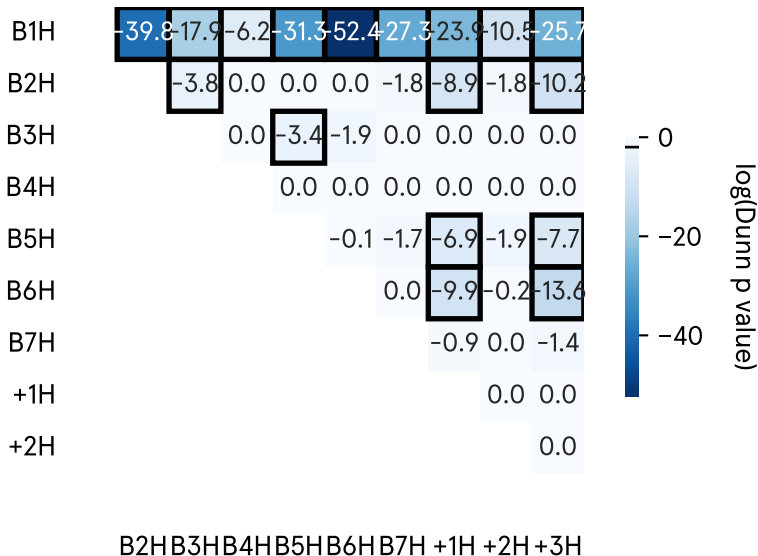 B1H -39.8 -17.9 -6.2 -31.3 -52.4 -27.3 -23.9 -10.5 -25.7
B2H -3.8 0.0 0.0 0.0 -1.8 -8.9 -1.8 -10.2
B3H 0.0 -3.4 -1.9 0.0 0.0 0.0 0.0
B4H 0.0 0.0 0.0 0.0 0.0 0.0
B5H -0.1 -1.7 -6.9 -1.9 -7.7
B6H 0.0 -9.9 -0.2 -13.6
B7H -0.9 0.0 -1.4
+1H 0.0 0.0
+2H 0.0
B2H B3H B4H B5H B6H B7H +1H +2H +3H
0
-20
-40
log(Dunn p value)